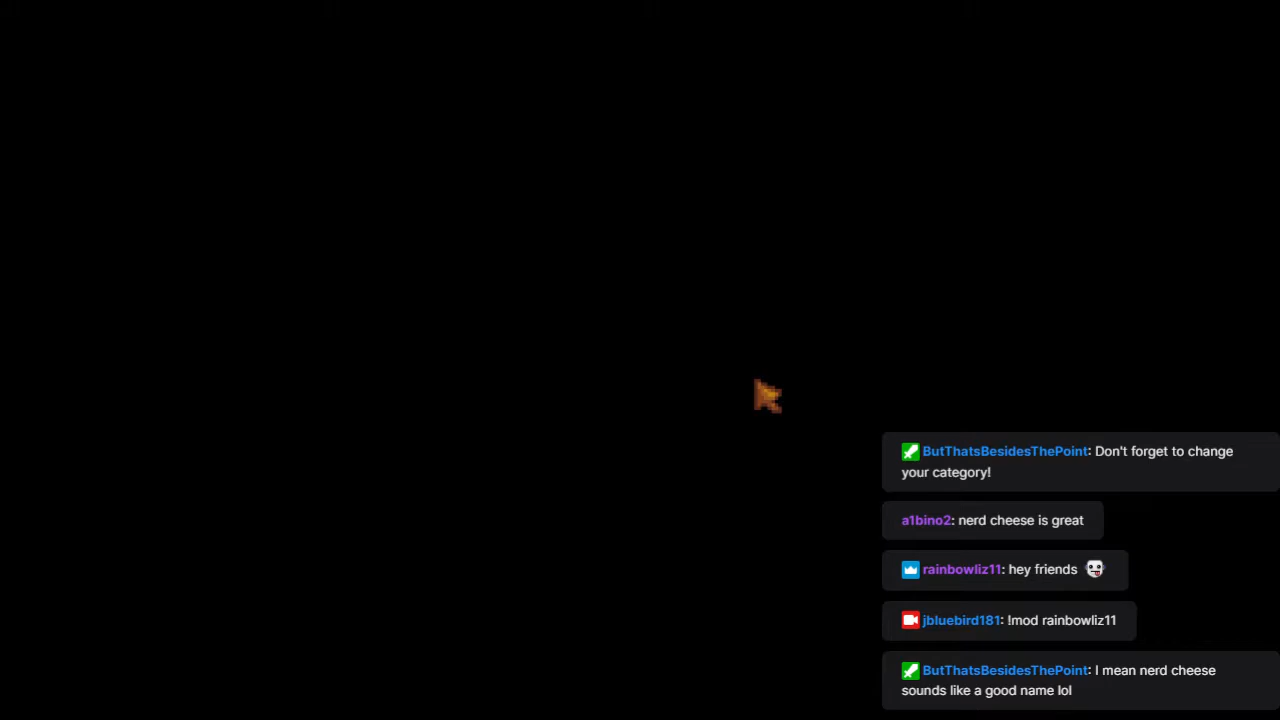 ButThatsBesidesThePoint: Don't forget to change
your category!
a1bino2: nerd cheese is great
rainbowliz11: hey friends
jbluebird181: !mod rainbowliz11
ButThatsBesidesThePoint: I mean nerd cheese
sounds like a good name lol